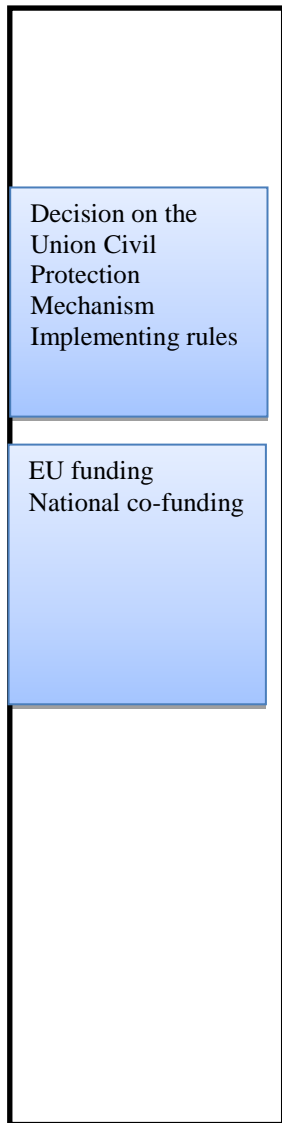 Decision on the
Union Civil
Protection
Mechanism
Implementing rules
EU funding
National co-funding